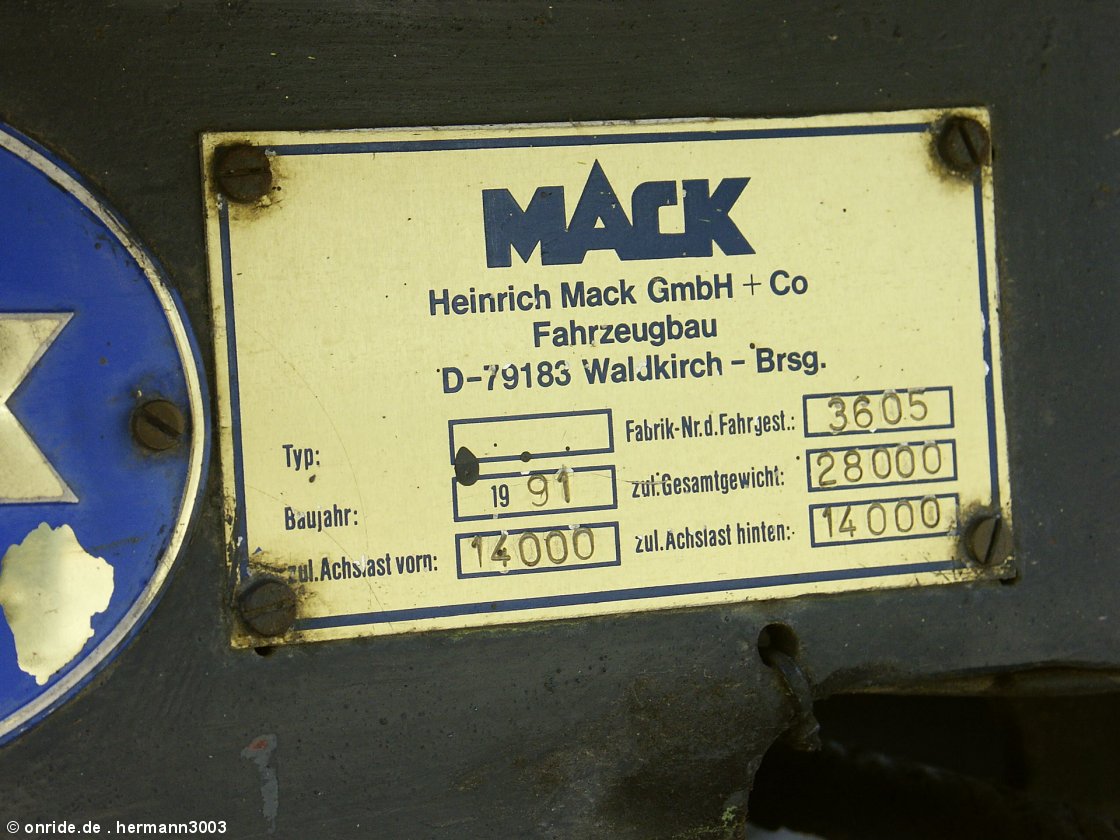 MACK
Heinrich Mack GmbH + Co
Fahrzeugbau
D-79183 Waldkirch - Brsg.
Typ: Fabrik-Nr.d.Fahrgest.: 3605
Baujahr: 19 91 zul.Gesamtgewicht: 28000
zul.Achslast vorn: 14000 zul.Achslast hinten: 14000
© onride.de . hermann3003